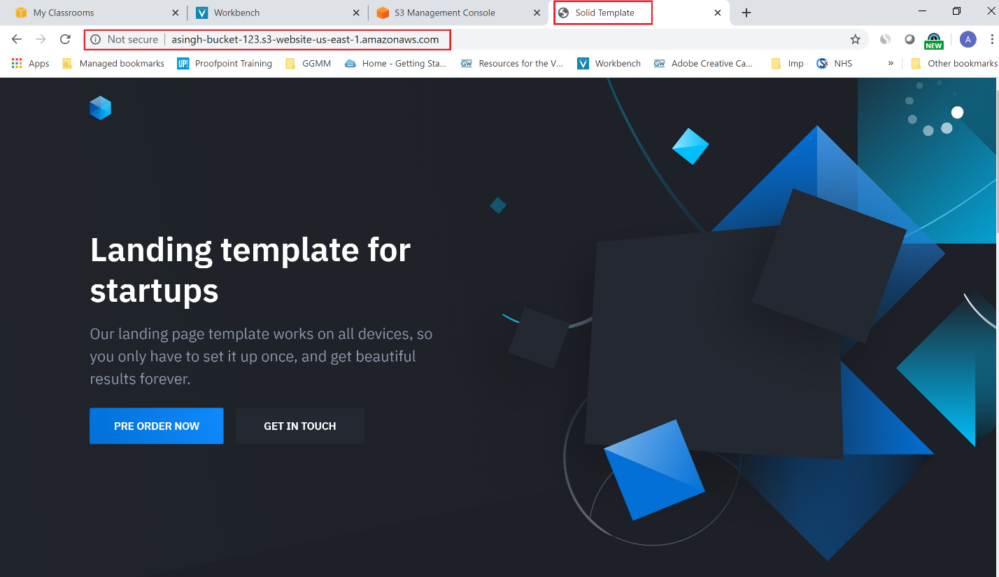 My Classrooms
Workbench
S3 Management Console
Solid Template
Not secure
asingh-bucket-123.s3-website-us-east-1.amazonaws.com
NEW
A
Apps
Managed bookmarks
UP!
Proofpoint Training
GGMM
Home - Getting Sta...
GW
Resources for the V...
V
Workbench
GW
Adobe Creative Ca...
Imp
NHS
»
Other bookmarks
Landing template for
startups
Our landing page template works on all devices, so
you only have to set it up once, and get beautiful
results forever.
PRE ORDER NOW
GET IN TOUCH